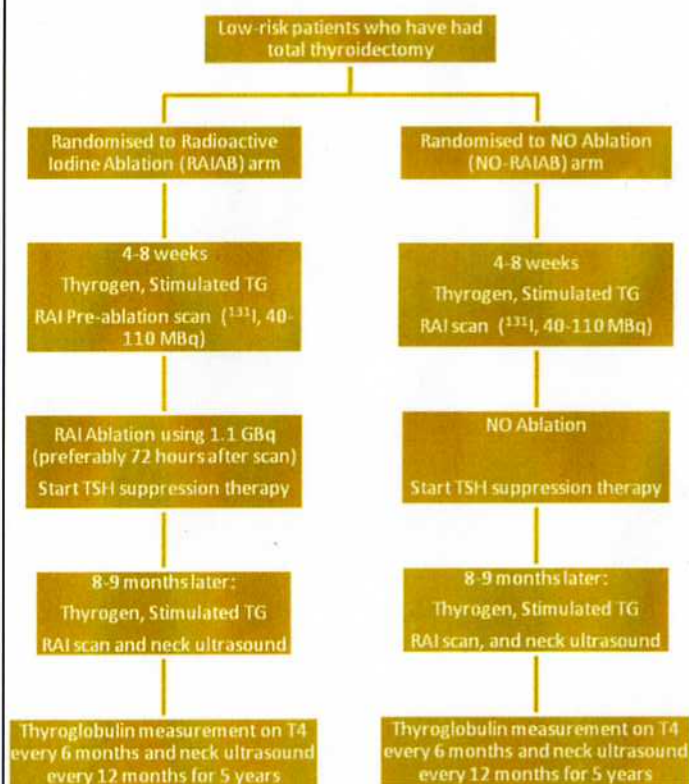 Low-risk patients who have had
total thyroidectomy
Randomised to Radioactive
Iodine Ablation (RAIAB) arm
4-8 weeks
Thyrogen, Stimulated TG
RAI Pre-ablation scan (¹³¹I, 40-
110 MBq)
RAI Ablation using 1.1 GBq
(preferably 72 hours after scan)
Start TSH suppression therapy
8-9 months later:
Thyrogen, Stimulated TG
RAI scan and neck ultrasound
Thyroglobulin measurement on T4
every 6 months and neck ultrasound
every 12 months for 5 years
Randomised to NO Ablation
(NO-RAIAB) arm
4-8 weeks
Thyrogen, Stimulated TG
RAI scan (¹³¹I, 40-110 MBq)
NO Ablation
Start TSH suppression therapy
8-9 months later:
Thyrogen, Stimulated TG
RAI scan, and neck ultrasound
Thyroglobulin measurement on T4
every 6 months and neck ultrasound
every 12 months for 5 years